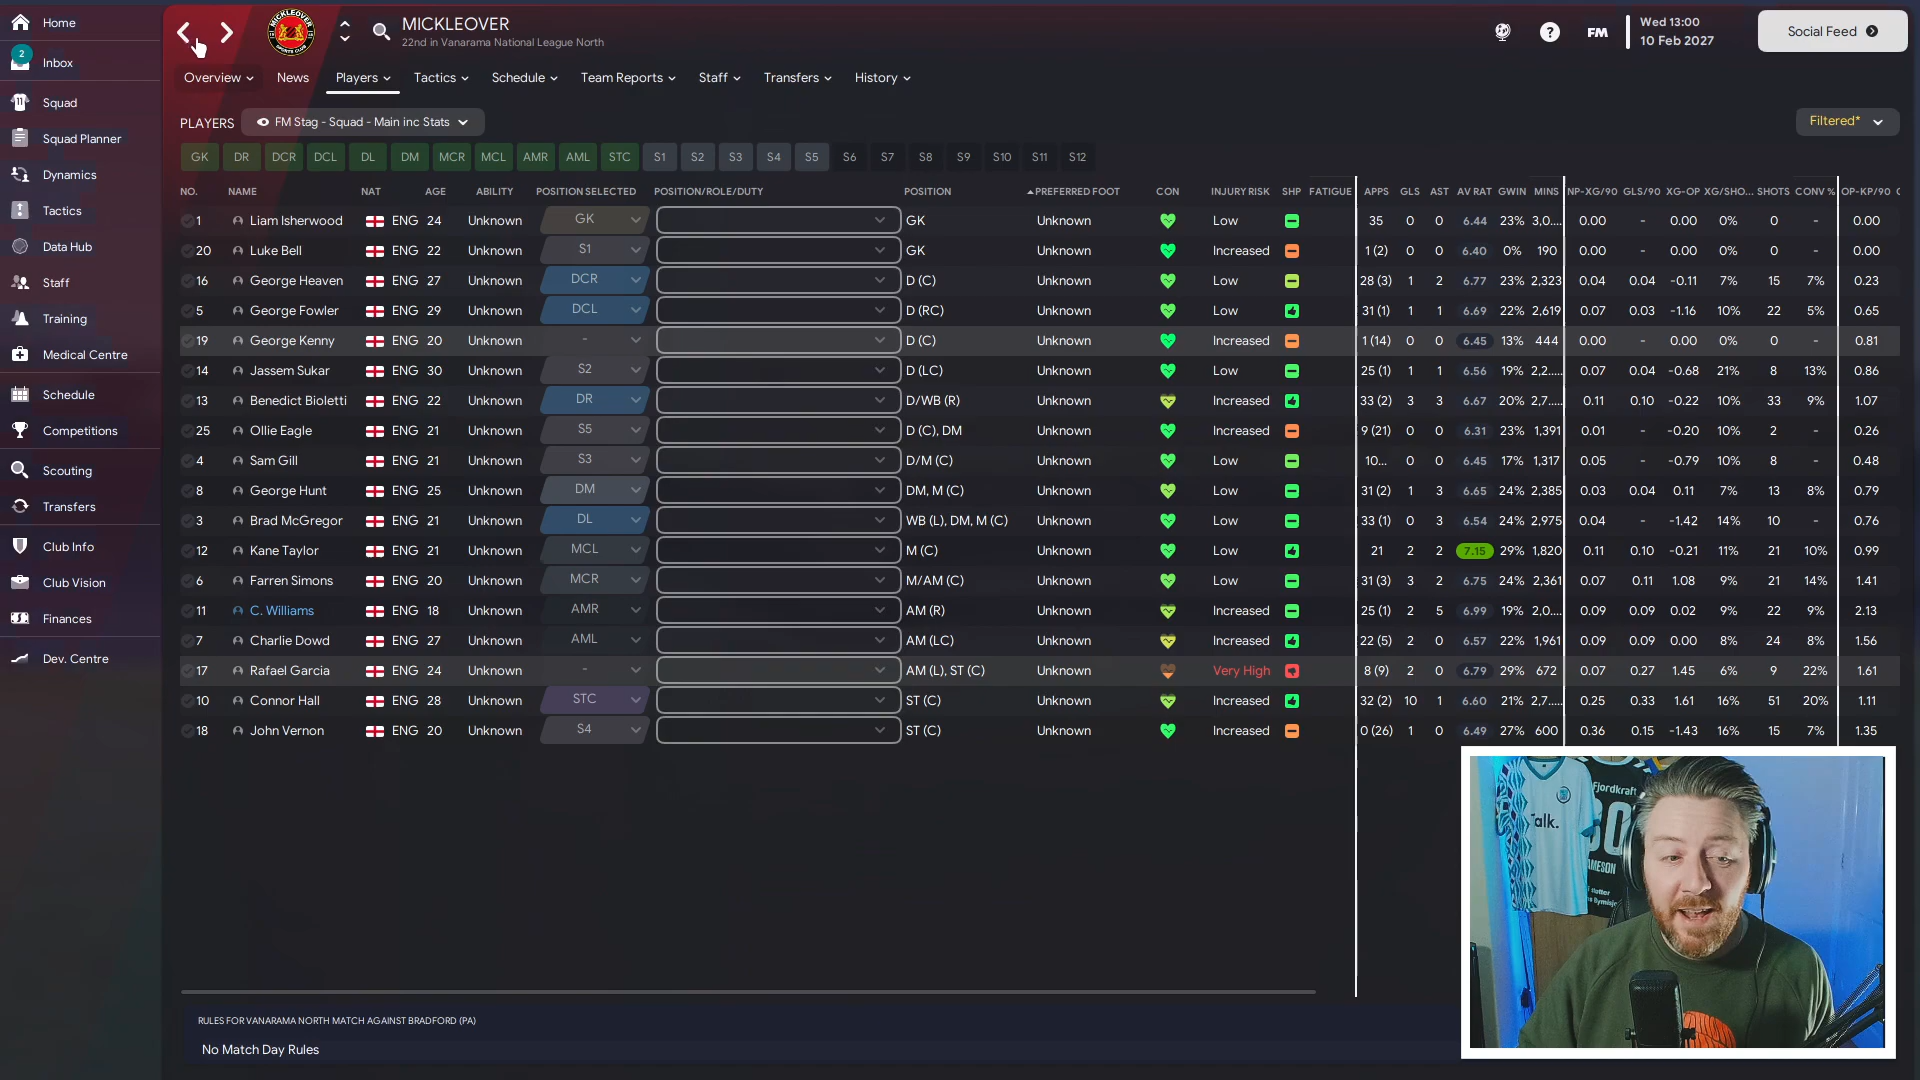 Home
2
Inbox
Squad
Squad Planner
Dynamics
Tactics
Data Hub
Staff
Training
Medical Centre
Schedule
Competitions
Scouting
Transfers
Club Info
Club Vision
Finances
Dev. Centre
MICKLEOVER
22nd in Vanarama National League North
FM
Wed 13:00
10 Feb 2027
Social Feed
Overview News Players Tactics Schedule Team Reports Staff Transfers History
PLAYERS FM Stag - Squad - Main inc Stats Filtered*
GK DR DCR DCL DL DM MCR MCL AMR AML STC S1 S2 S3 S4 S5 S6 S7 S8 S9 S10 S11 S12
NO. NAME NAT AGE ABILITY POSITION SELECTED POSITION/ROLE/DUTY POSITION PREFERRED FOOT CON INJURY RISK SHP FATIGUE APPS GLS AST AV RAT GWIN MINS NP-XG/90 GLS/90 XG-OP XG/SHO... SHOTS CONV % OP-KP/90
1 Liam Isherwood ENG 24 Unknown GK GK Unknown Low 35 0 0 6.44 23% 3,0.... 0.00 - 0.00 0% 0 - 0.00
20 Luke Bell ENG 22 Unknown S1 GK Unknown Increased 1 (2) 0 0 6.40 0% 190 0.00 - 0.00 0% 0 - 0.00
16 George Heaven ENG 27 Unknown DCR D (C) Unknown Low 28 (3) 1 2 6.77 23% 2,323 0.04 0.04 -0.11 7% 15 7% 0.23
5 George Fowler ENG 29 Unknown DCL D (RC) Unknown Low 31 (1) 1 1 6.69 22% 2,619 0.07 0.03 -1.16 10% 22 5% 0.65
19 George Kenny ENG 20 Unknown - D (C) Unknown Increased 1 (14) 0 0 6.45 13% 444 0.00 - 0.00 0% 0 - 0.81
14 Jassem Sukar ENG 30 Unknown S2 D (LC) Unknown Low 25 (1) 1 1 6.56 19% 2,2.... 0.07 0.04 -0.68 21% 8 13% 0.86
13 Benedict Bioletti ENG 22 Unknown DR D/WB (R) Unknown Increased 33 (2) 3 3 6.67 20% 2,7.... 0.11 0.10 -0.22 10% 33 9% 1.07
25 Ollie Eagle ENG 21 Unknown S5 D (C), DM Unknown Increased 9 (21) 0 0 6.31 23% 1,391 0.01 - -0.20 10% 2 - 0.26
4 Sam Gill ENG 21 Unknown S3 D/M (C) Unknown Low 10... 0 0 6.45 17% 1,317 0.05 - -0.79 10% 8 - 0.48
8 George Hunt ENG 25 Unknown DM DM, M (C) Unknown Low 31 (2) 1 3 6.65 24% 2,385 0.03 0.04 0.11 7% 13 8% 0.79
3 Brad McGregor ENG 21 Unknown DL WB (L), DM, M (C) Unknown Low 33 (1) 0 3 6.54 24% 2,975 0.04 - -1.42 14% 10 - 0.76
12 Kane Taylor ENG 21 Unknown MCL M (C) Unknown Low 21 2 2 7.15 29% 1,820 0.11 0.10 -0.21 11% 21 10% 0.99
6 Farren Simons ENG 20 Unknown MCR M/AM (C) Unknown Low 31 (3) 3 2 6.75 24% 2,361 0.07 0.11 1.08 9% 21 14% 1.41
11 C. Williams ENG 18 Unknown AMR AM (R) Unknown Increased 25 (1) 2 5 6.99 19% 2,0.... 0.09 0.09 0.02 9% 22 9% 2.13
7 Charlie Dowd ENG 27 Unknown AML AM (LC) Unknown Increased 22 (5) 2 0 6.57 22% 1,961 0.09 0.09 0.00 8% 24 8% 1.56
17 Rafael Garcia ENG 24 Unknown - AM (L), ST (C) Unknown Very High 8 (9) 2 0 6.79 29% 672 0.07 0.27 1.45 6% 9 22% 1.61
10 Connor Hall ENG 28 Unknown STC ST (C) Unknown Increased 32 (2) 10 1 6.60 21% 2,7.... 0.25 0.33 1.61 16% 51 20% 1.11
18 John Vernon ENG 20 Unknown S4 ST (C) Unknown Increased 0 (26) 1 0 6.49 27% 600 0.36 0.15 -1.43 16% 15 7% 1.35
RULES FOR VANARAMA NORTH MATCH AGAINST BRADFORD (PA)
No Match Day Rules
Fjordkraft